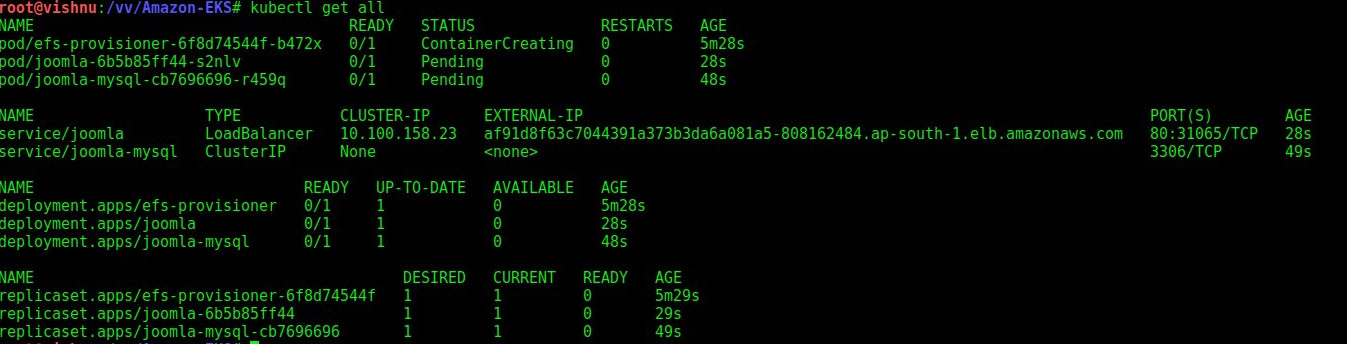 root@vishnu:/vv/Amazon-EKS# kubectl get all
NAME READY STATUS RESTARTS AGE
pod/efs-provisioner-6f8d74544f-b472x 0/1 ContainerCreating 0 5m28s
pod/joomla-6b5b85ff44-s2nlv 0/1 Pending 0 28s
pod/joomla-mysql-cb7696696-r459q 0/1 Pending 0 48s
NAME TYPE CLUSTER-IP EXTERNAL-IP PORT(S) AGE
service/joomla LoadBalancer 10.100.158.23 af91d8f63c7044391a373b3da6a081a5-808162484.ap-south-1.elb.amazonaws.com 80:31065/TCP 28s
service/joomla-mysql ClusterIP None <none> 3306/TCP 49s
NAME READY UP-TO-DATE AVAILABLE AGE
deployment.apps/efs-provisioner 0/1 1 0 5m28s
deployment.apps/joomla 0/1 1 0 28s
deployment.apps/joomla-mysql 0/1 1 0 48s
NAME DESIRED CURRENT READY AGE
replicaset.apps/efs-provisioner-6f8d74544f 1 1 0 5m29s
replicaset.apps/joomla-6b5b85ff44 1 1 0 29s
replicaset.apps/joomla-mysql-cb7696696 1 1 0 49s